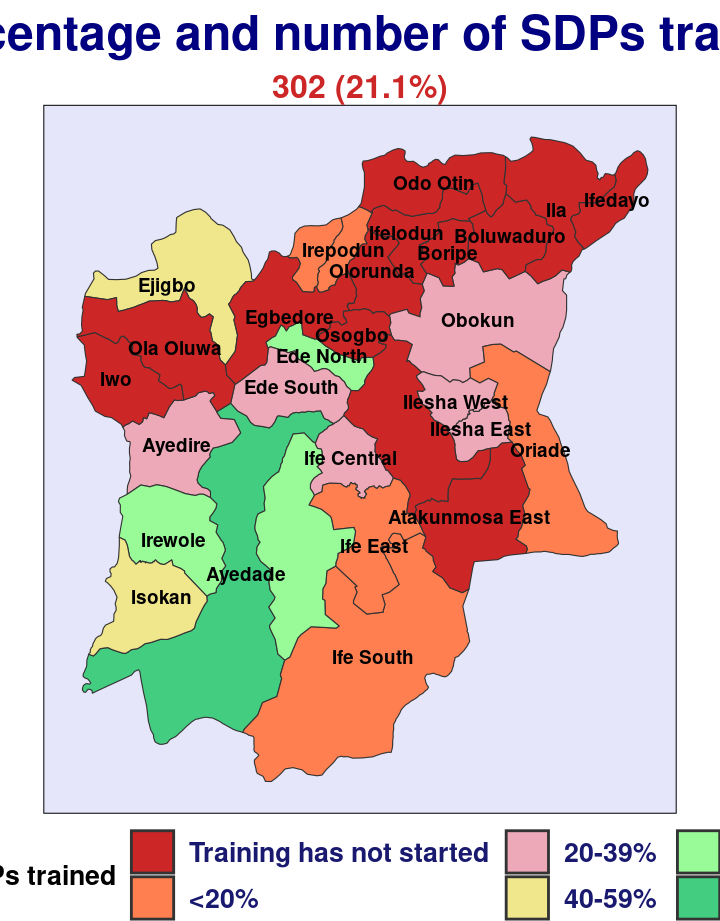 centage and number of SDPs tra
302 (21.1%)
Odo Otin
Ila
Ifedayo
Ifelodun
Boluwaduro
Irepodun
Boripe
Olorunda
Ejigbo
Egbedore
Obokun
Osogbo
Ola Oluwa
Ede North
Iwo
Ede South
Ilesha West
Ilesha East
Ayedire
Oriade
Ife Central
Atakunmosa East
Irewole
Ife East
Ayedade
Isokan
Ife South
Training has not started
20-39%
Ps trained
<20%
40-59%